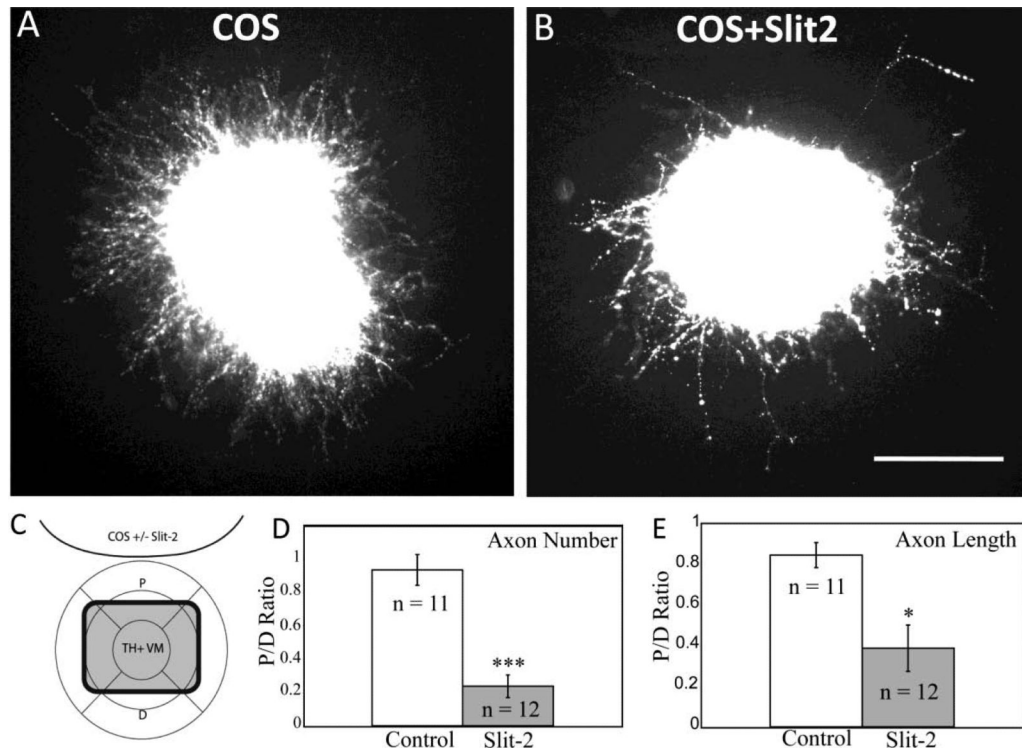 A COS
B COS+Slit2
C
COS +/- Slit-2
P
TH+ VM
D
D
Axon Number
P/D Ratio
1
0.8
0.6
0.4
0.2
0
n = 11
***
n = 12
Control Slit-2
E
Axon Length
P/D Ratio
1
0.8
0.6
0.4
0.2
0
n = 11
*
n = 12
Control Slit-2